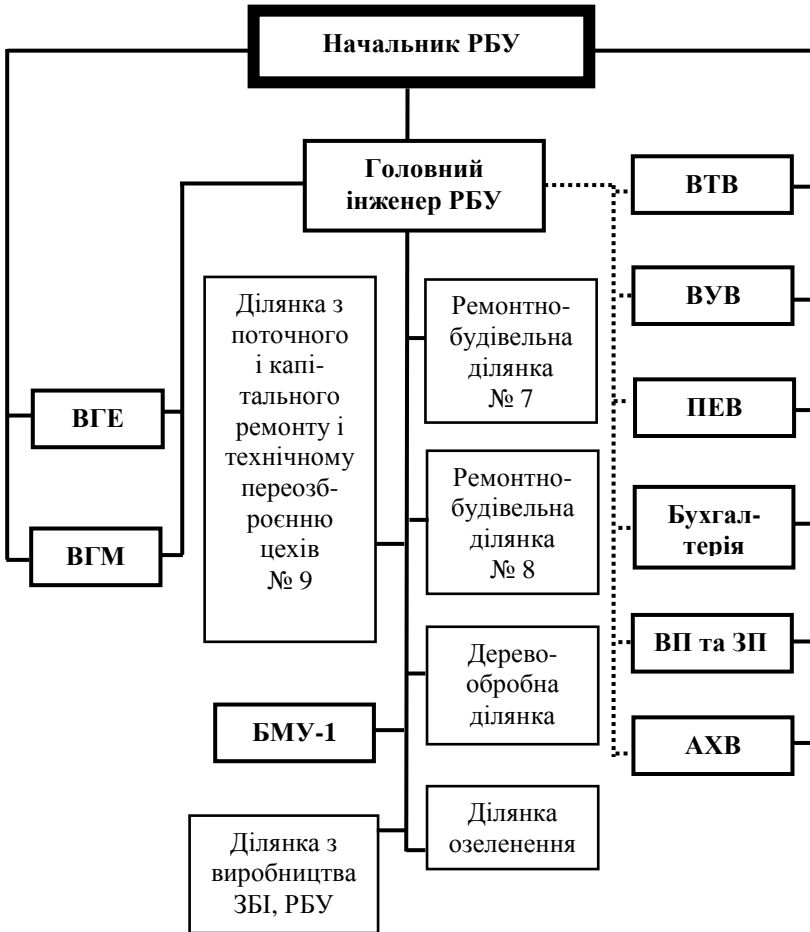 Начальник РБУ
Головний
інженер РБУ
ВТВ
ВУВ
ПЕВ
Бухгал-
терія
ВП та ЗП
АХВ
ВГЕ
ВГМ
Ділянка з
поточного
і капі-
тального
ремонту і
технічному
переозб-
роєнню
цехів
№ 9
Ремонтно-
будівельна
ділянка
№ 7
Ремонтно-
будівельна
ділянка
№ 8
Дерево-
обробна
ділянка
БМУ-1
Ділянка
озеленення
Ділянка з
виробництва
ЗБІ, РБУ